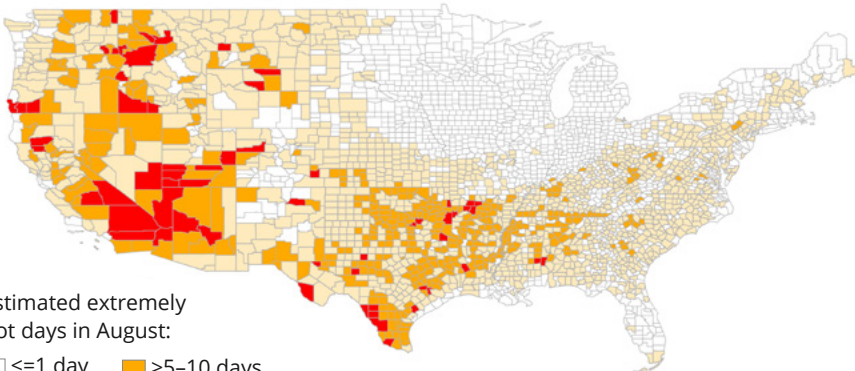 stimated extremely
ot days in August:
<=1 day >5–10 days